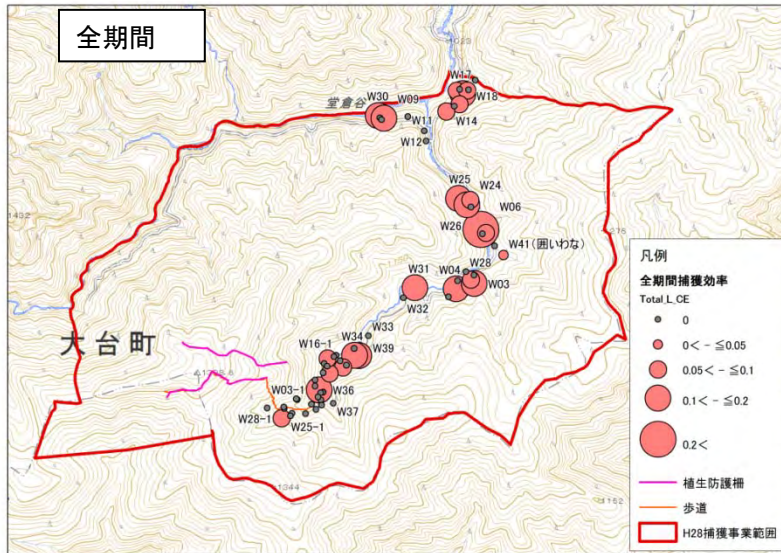 全期間
1023
W17
W30
W09
堂倉谷
W18
W11
W14
W12
W25
W24
W06
1432
W26
W41(囲いわな)
W28
W31
W04
W03
W32
W33
大台町
W34
W16-1
W39
W03-1
W36
W28-1
W37
W25-1
1344
1152
凡例
全期間捕獲効率
Total_L_CE
0
0< - ≦0.05
0.05< - ≦0.1
0.1< - ≦0.2
0.2<
植生防護柵
歩道
H28捕獲事業範囲